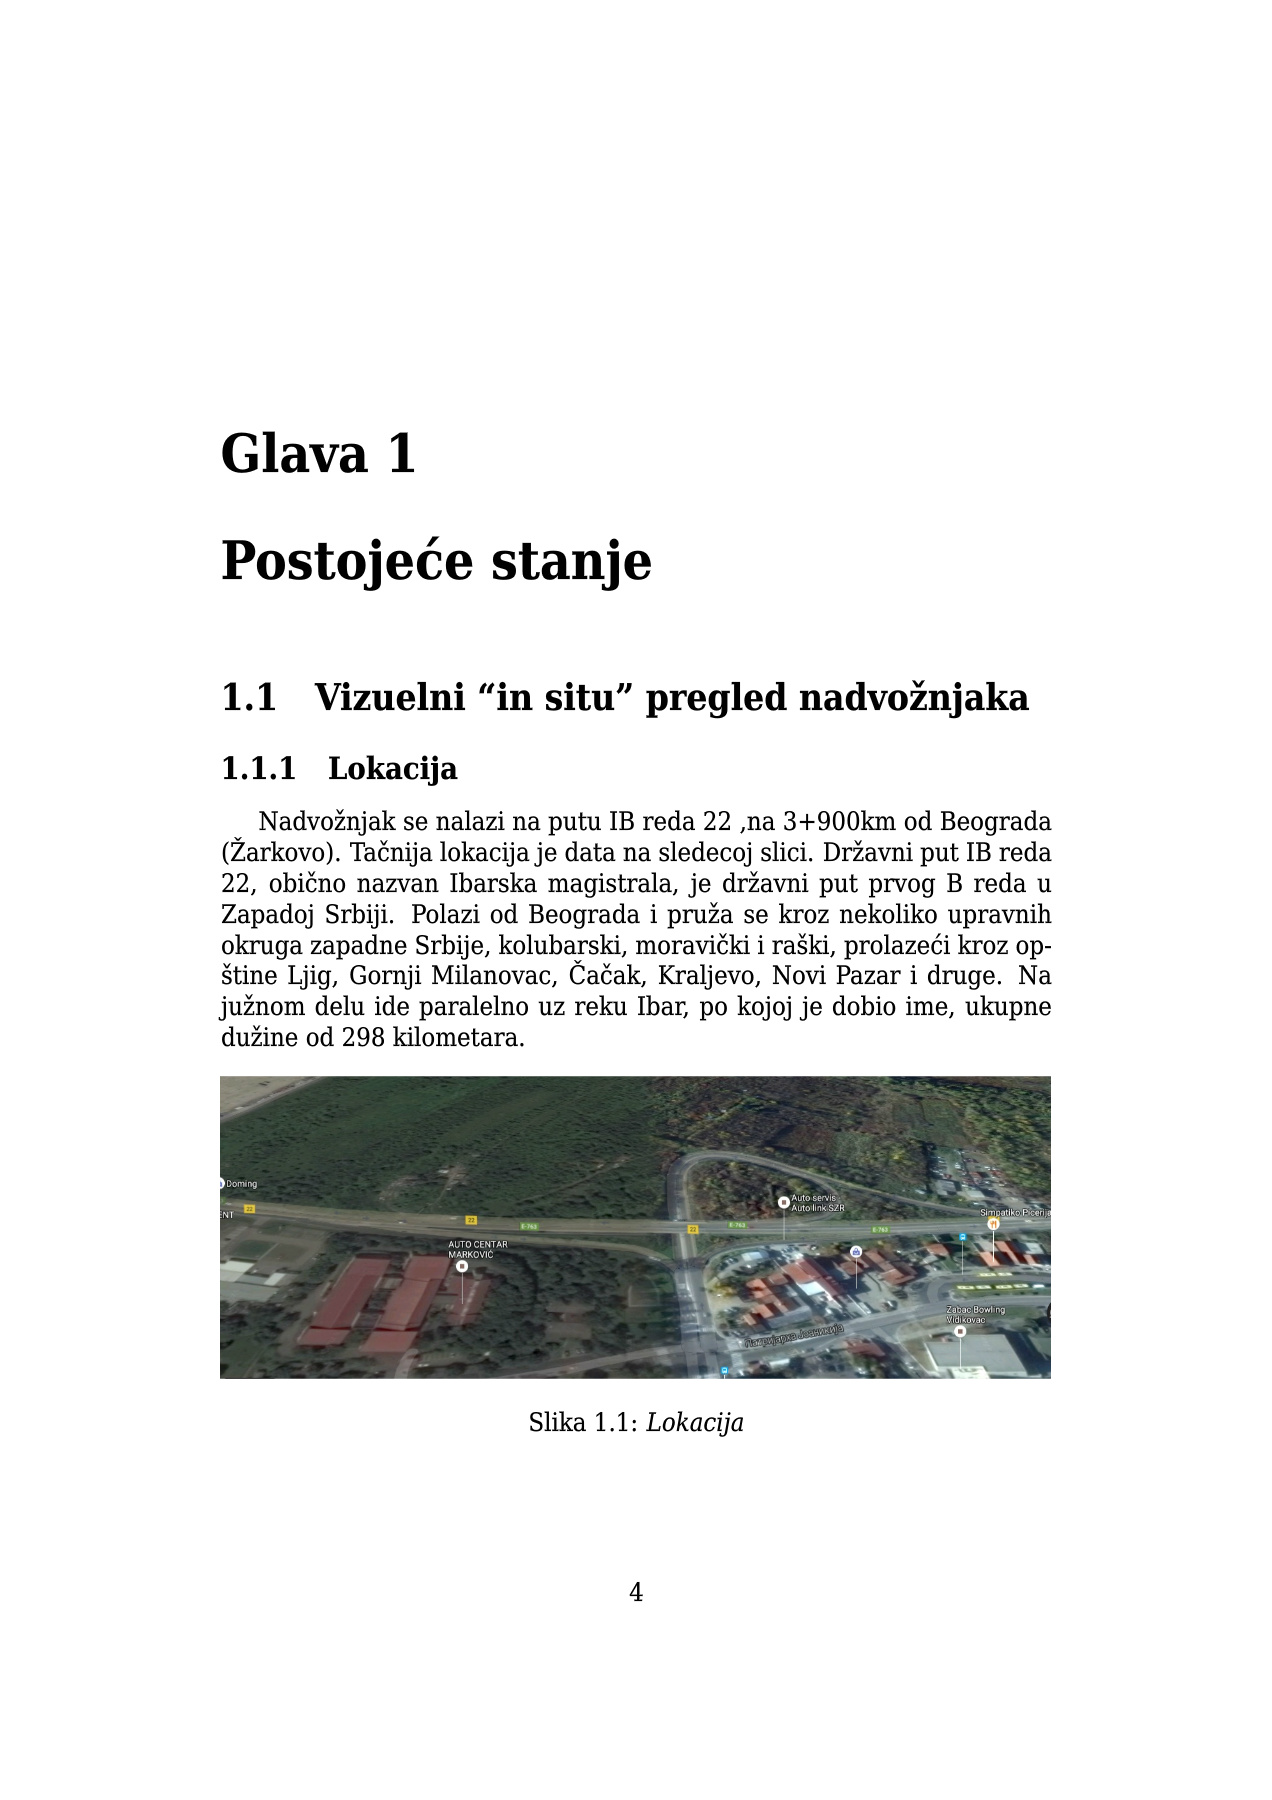 Glava 1
Postojeće stanje
1.1 Vizuelni “in situ” pregled nadvožnjaka
1.1.1 Lokacija
Nadvožnjak se nalazi na putu IB reda 22 ,na 3+900km od Beograda
(Žarkovo). Tačnija lokacija je data na sledecoj slici. Državni put IB reda
22, obično nazvan Ibarska magistrala, je državni put prvog B reda u
Zapadoj Srbiji. Polazi od Beograda i pruža se kroz nekoliko upravnih
okruga zapadne Srbije, kolubarski, moravički i raški, prolazeći kroz op-
štine Ljig, Gornji Milanovac, Čačak, Kraljevo, Novi Pazar i druge. Na
južnom delu ide paralelno uz reku Ibar, po kojoj je dobio ime, ukupne
dužine od 298 kilometara.
Doming
ENT
22
22
E-763
22
E-763
E-763
Auto servis -
Auto link SZR
Simpatiko Picerija
AUTO CENTAR
MARKOVIĆ
Zabac Bowling
Vidikovac
Патријарха Јоаникија
Slika 1.1: Lokacija
4